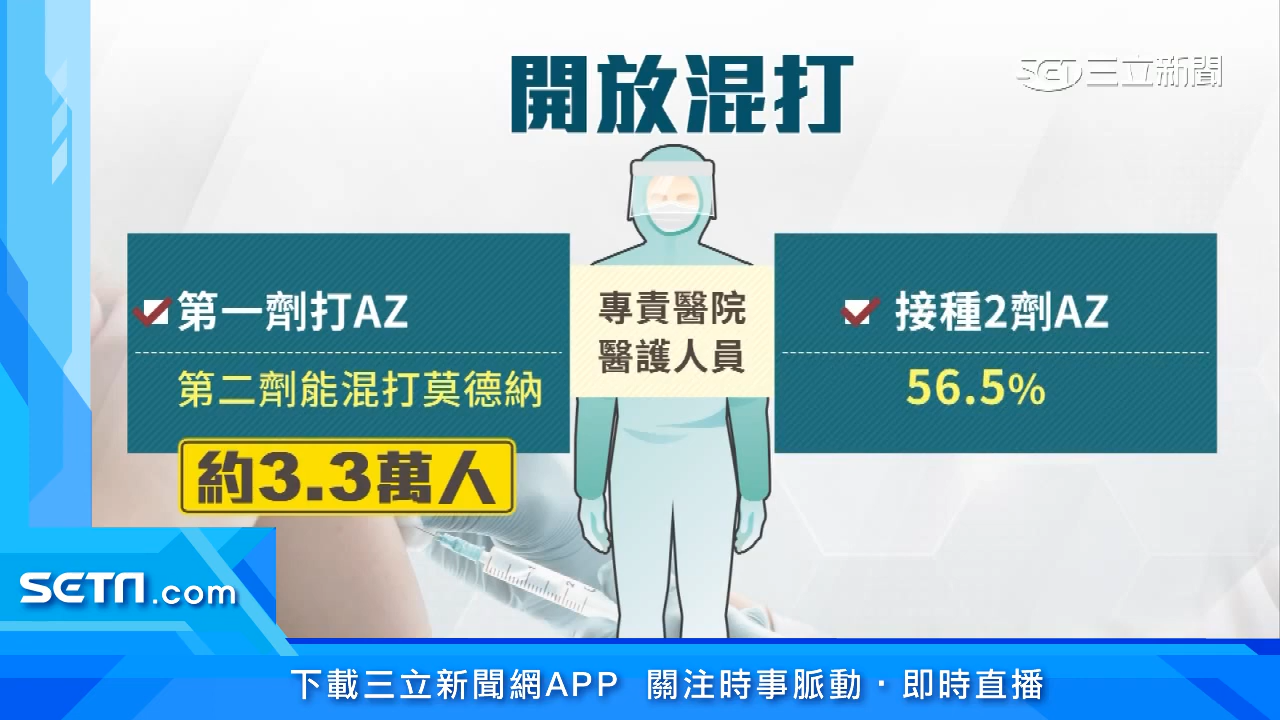 開放混打
SET三立新聞
第一劑打AZ
第二劑能混打莫德納
約3.3萬人
專責醫院
醫護人員
接種2劑AZ
56.5%
SETN.com
下載三立新聞網APP 關注時事脈動・即時直播